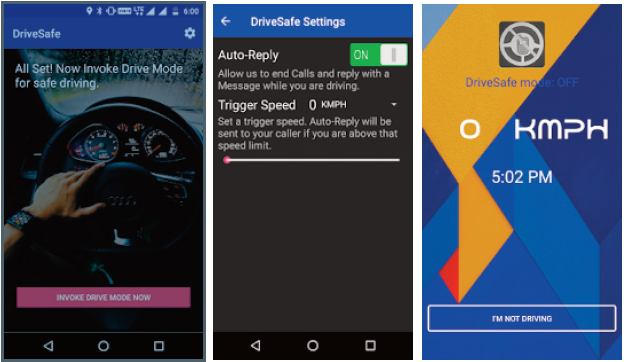 LTE 6:00
DriveSafe
All Set! Now Invoke Drive Mode
for safe driving.
INVOKE DRIVE MODE NOW
DriveSafe Settings
Auto-Reply ON
Allow us to end Calls and reply with a
Message while you are driving.
Trigger Speed 0 KMPH
Set a trigger speed. Auto-Reply will be
sent to your caller if you are above that
speed limit.
DriveSafe mode: OFF
0 KMPH
5:02 PM
I'M NOT DRIVING